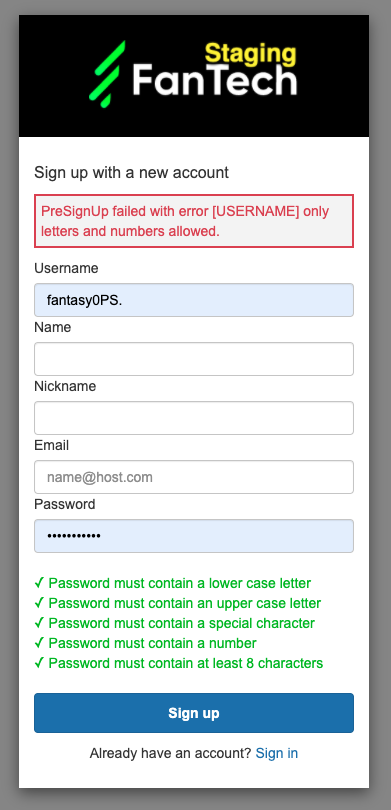 Staging
FanTech
Sign up with a new account
PreSignUp failed with error [USERNAME] only
letters and numbers allowed.
Username
fantasy0PS.
Name
Nickname
Email
name@host.com
Password
•••••••••••
✓ Password must contain a lower case letter
✓ Password must contain an upper case letter
✓ Password must contain a special character
✓ Password must contain a number
✓ Password must contain at least 8 characters
Sign up
Already have an account? Sign in